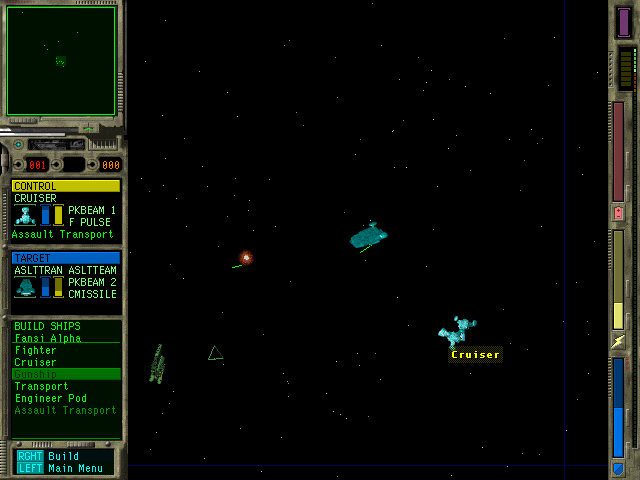 001
000
CONTROL
CRUISER
PKBEAM 1
F PULSE
Assault Transport
TARGET
ASLTTRAN ASLTTEAM
PKBEAM 2
CMISSILE
BUILD SHIPS
Fansi Alpha
Fighter
Cruiser
Gunship
Transport
Engineer Pod
Assault Transport
RGHT Build
LEFT Main Menu
Cruiser